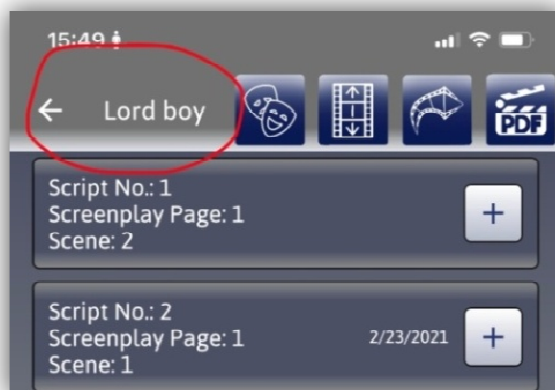 15:49
Lord boy
PDF
Script No.: 1
Screenplay Page: 1
Scene: 2
+
Script No.: 2
Screenplay Page: 1
2/23/2021
Scene: 1
+